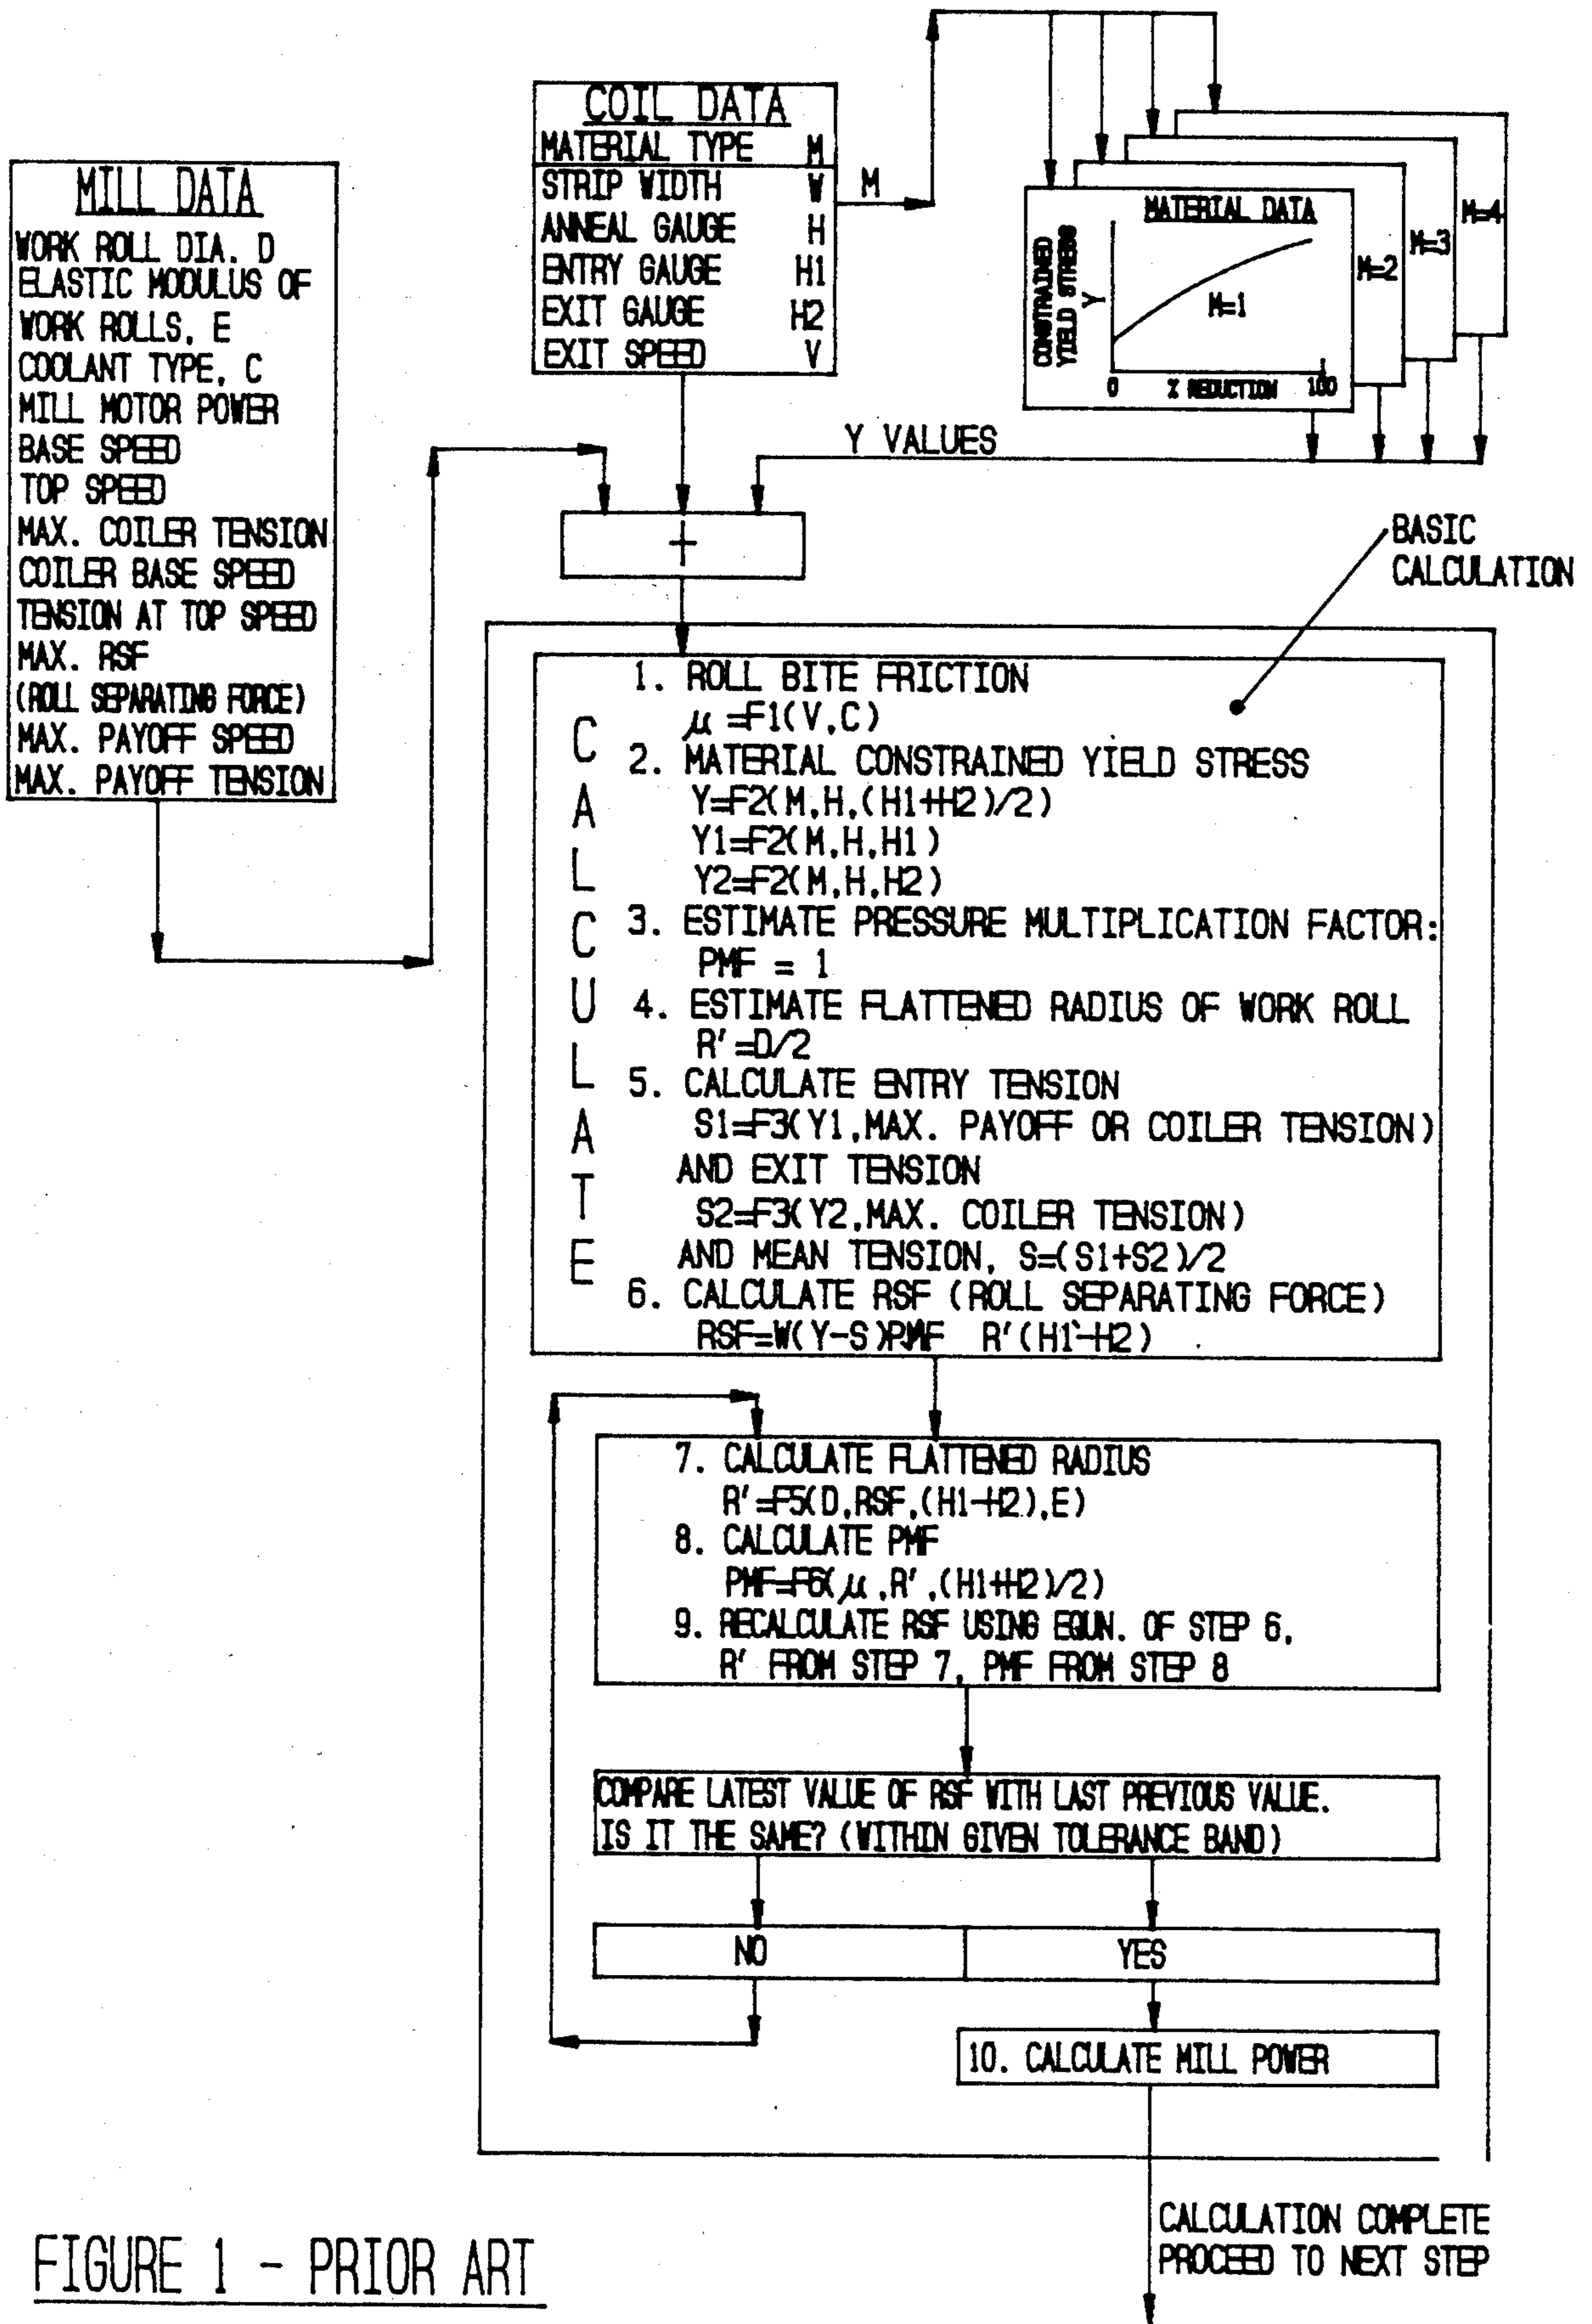 COIL DATA
MATERIAL TYPE M
STRIP WIDTH W
ANNEAL GAUGE H
ENTRY GAUGE H1
EXIT GAUGE H2
EXIT SPEED V
M
MATERIAL DATA
CONSTRAINED
YIELD STRESS
Y
M=1
0 % REDUCTION 100
M=2
M=3
M=4
MILL DATA
WORK ROLL DIA. D
ELASTIC MODULUS OF
WORK ROLLS, E
COOLANT TYPE, C
MILL MOTOR POWER
BASE SPEED
TOP SPEED
MAX. COILER TENSION
COILER BASE SPEED
TENSION AT TOP SPEED
MAX. RSF
(ROLL SEPARATING FORCE)
MAX. PAYOFF SPEED
MAX. PAYOFF TENSION
Y VALUES
+
BASIC
CALCULATION
CALCULATE
1. ROLL BITE FRICTION
μ=F1(V,C)
2. MATERIAL CONSTRAINED YIELD STRESS
Y=F2(M,H,(H1+H2)/2)
Y1=F2(M,H,H1)
Y2=F2(M,H,H2)
3. ESTIMATE PRESSURE MULTIPLICATION FACTOR:
PMF = 1
4. ESTIMATE FLATTENED RADIUS OF WORK ROLL
R'=D/2
5. CALCULATE ENTRY TENSION
S1=F3(Y1,MAX. PAYOFF OR COILER TENSION)
AND EXIT TENSION
S2=F3(Y2,MAX. COILER TENSION)
AND MEAN TENSION, S=(S1+S2)/2
6. CALCULATE RSF (ROLL SEPARATING FORCE)
RSF=W(Y-S)PMF R'(H1-H2)
7. CALCULATE FLATTENED RADIUS
R'=F5(D,RSF,(H1-H2),E)
8. CALCULATE PMF
PMF=F6(μ,R',(H1+H2)/2)
9. RECALCULATE RSF USING EQUN. OF STEP 6,
R' FROM STEP 7, PMF FROM STEP 8
COMPARE LATEST VALUE OF RSF WITH LAST PREVIOUS VALUE.
IS IT THE SAME? (WITHIN GIVEN TOLERANCE BAND)
NO
YES
10. CALCULATE MILL POWER
CALCULATION COMPLETE
PROCEED TO NEXT STEP
FIGURE 1 - PRIOR ART